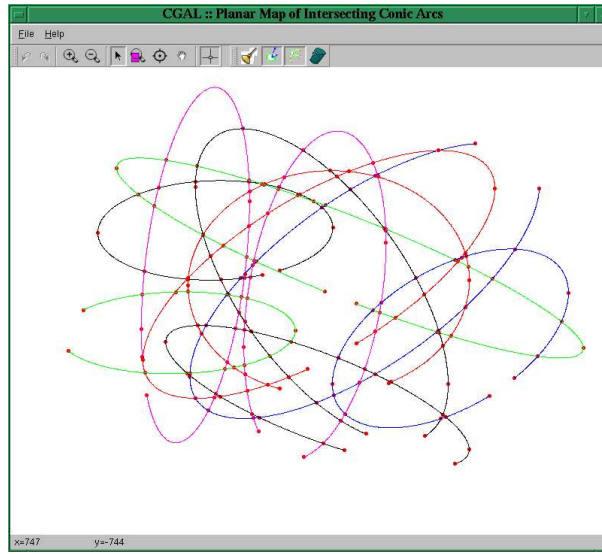 CGAL :: Planar Map of Intersecting Conic Arcs
File Help
x=747 y=-744